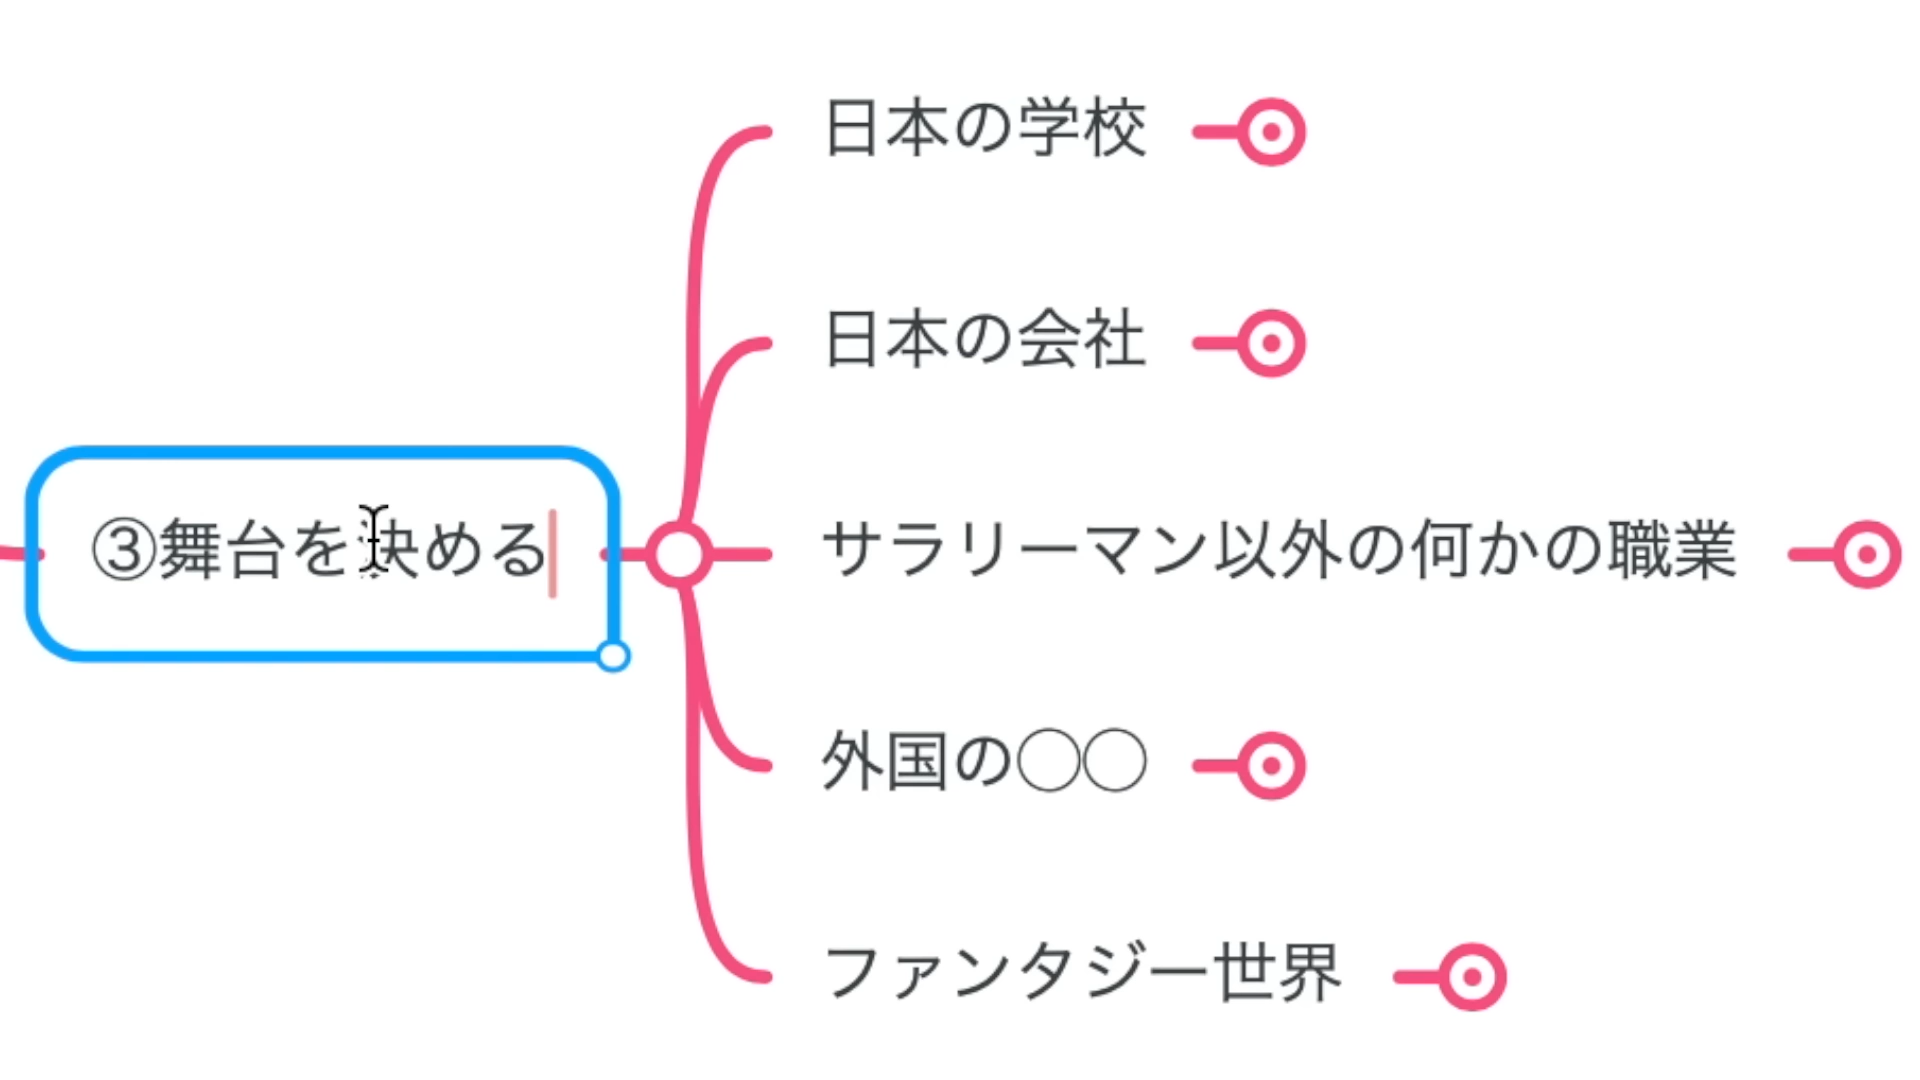 日本の学校
日本の会社
③舞台を決める
サラリーマン以外の何かの職業
外国の◯◯
ファンタジー世界